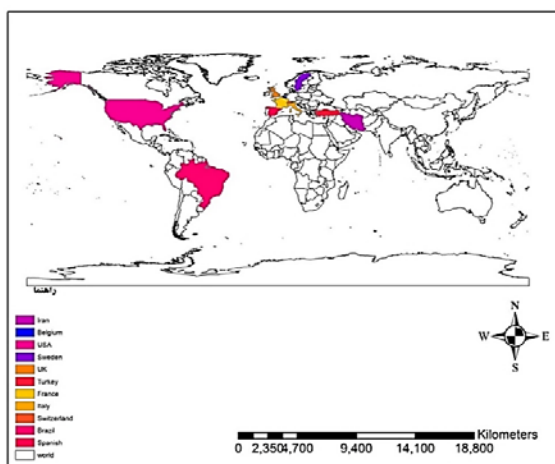 راهنما
Iran
Belgium
USA
Sweden
UK
Turkey
France
Italy
Switzerland
Brazil
Spanish
world
N
W E
S
Kilometers
0 2,350 4,700 9,400 14,100 18,800